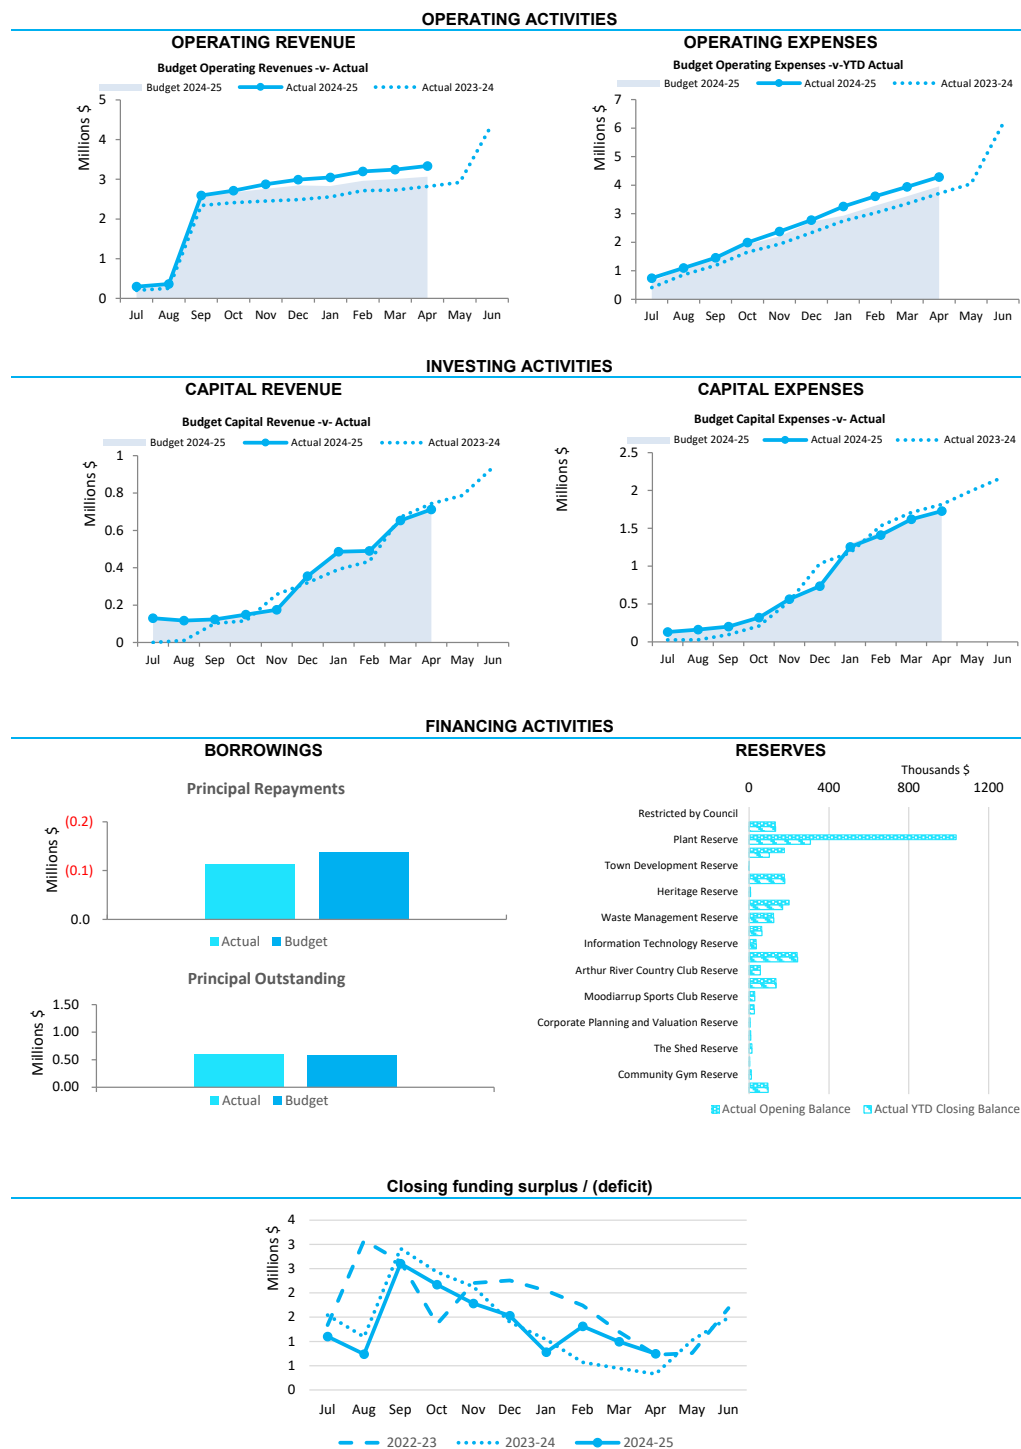 OPERATING ACTIVITIES
OPERATING REVENUE
Budget Operating Revenues -v- Actual
Budget 2024-25 Actual 2024-25 Actual 2023-24
Millions $
5
4
3
2
1
0
Jul Aug Sep Oct Nov Dec Jan Feb Mar Apr May Jun
OPERATING EXPENSES
Budget Operating Expenses -v-YTD Actual
Budget 2024-25 Actual 2024-25 Actual 2023-24
Millions $
7
6
5
4
3
2
1
0
Jul Aug Sep Oct Nov Dec Jan Feb Mar Apr May Jun
INVESTING ACTIVITIES
CAPITAL REVENUE
Budget Capital Revenue -v- Actual
Budget 2024-25 Actual 2024-25 Actual 2023-24
Millions $
1
0.8
0.6
0.4
0.2
0
Jul Aug Sep Oct Nov Dec Jan Feb Mar Apr May Jun
CAPITAL EXPENSES
Budget Capital Expenses -v- Actual
Budget 2024-25 Actual 2024-25 Actual 2023-24
Millions $
2.5
2
1.5
1
0.5
0
Jul Aug Sep Oct Nov Dec Jan Feb Mar Apr May Jun
FINANCING ACTIVITIES
BORROWINGS
Principal Repayments
Millions $
(0.2)
(0.1)
0.0
Actual Budget
Principal Outstanding
Millions $
1.50
1.00
0.50
0.00
Actual Budget
RESERVES
Thousands $
0 400 800 1200
Restricted by Council
Plant Reserve
Town Development Reserve
Heritage Reserve
Waste Management Reserve
Information Technology Reserve
Arthur River Country Club Reserve
Moodiarrup Sports Club Reserve
Corporate Planning and Valuation Reserve
The Shed Reserve
Community Gym Reserve
Actual Opening Balance Actual YTD Closing Balance
Closing funding surplus / (deficit)
Millions $
4
3
3
2
2
1
1
0
Jul Aug Sep Oct Nov Dec Jan Feb Mar Apr May Jun
2022-23 2023-24 2024-25